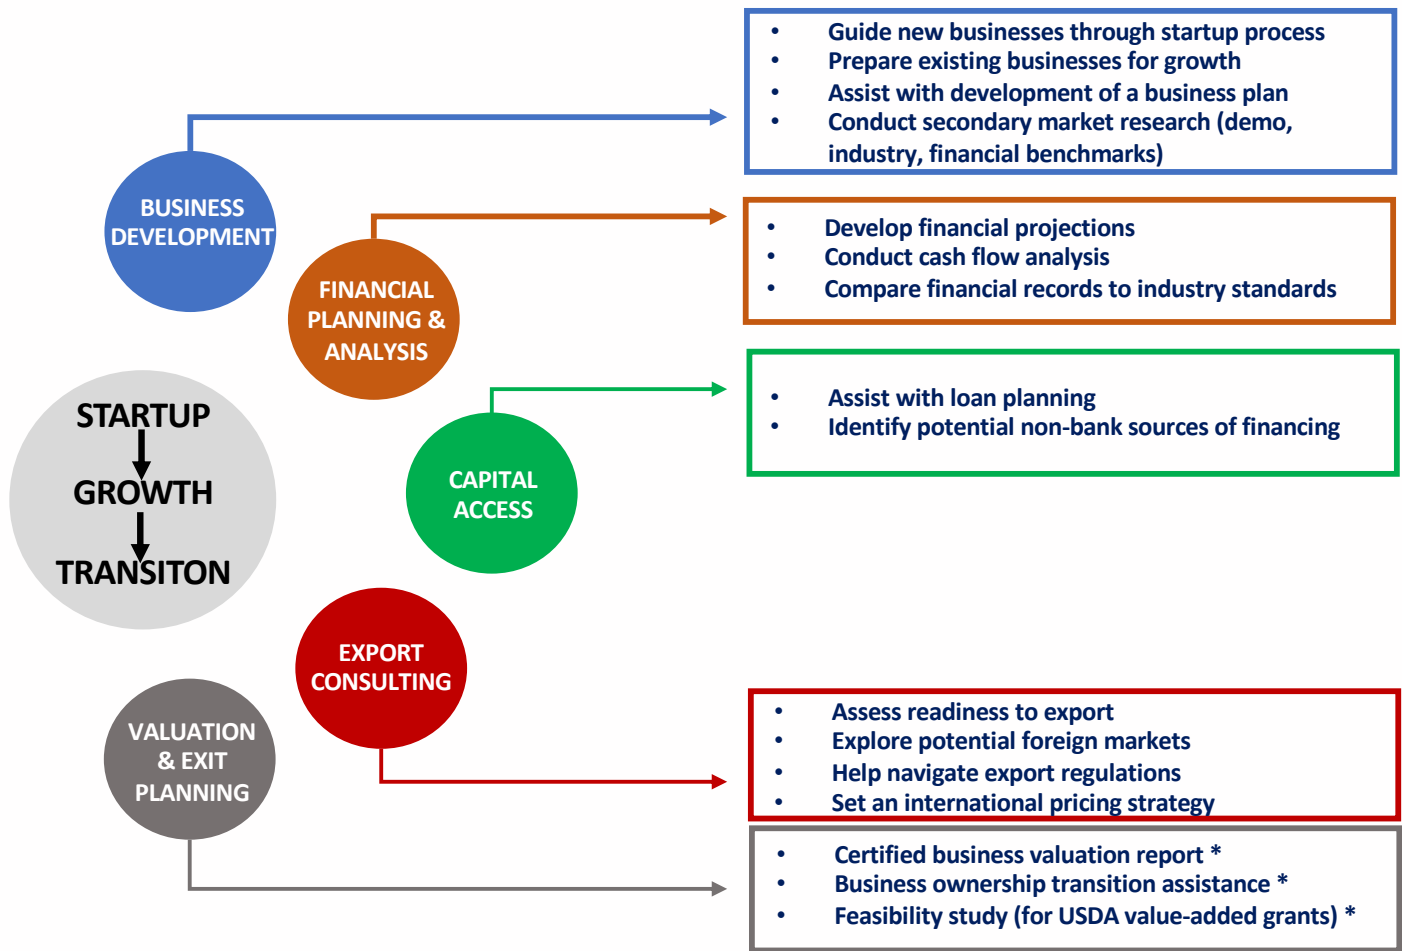 • Guide new businesses through startup process
• Prepare existing businesses for growth
• Assist with development of a business plan
• Conduct secondary market research (demo,
industry, financial benchmarks)
BUSINESS
DEVELOPMENT
• Develop financial projections
• Conduct cash flow analysis
• Compare financial records to industry standards
FINANCIAL
PLANNING &
ANALYSIS
• Assist with loan planning
• Identify potential non-bank sources of financing
STARTUP
GROWTH
TRANSITON
CAPITAL
ACCESS
EXPORT
CONSULTING
• Assess readiness to export
• Explore potential foreign markets
• Help navigate export regulations
• Set an international pricing strategy
VALUATION
& EXIT
PLANNING
• Certified business valuation report *
• Business ownership transition assistance *
• Feasibility study (for USDA value-added grants) *